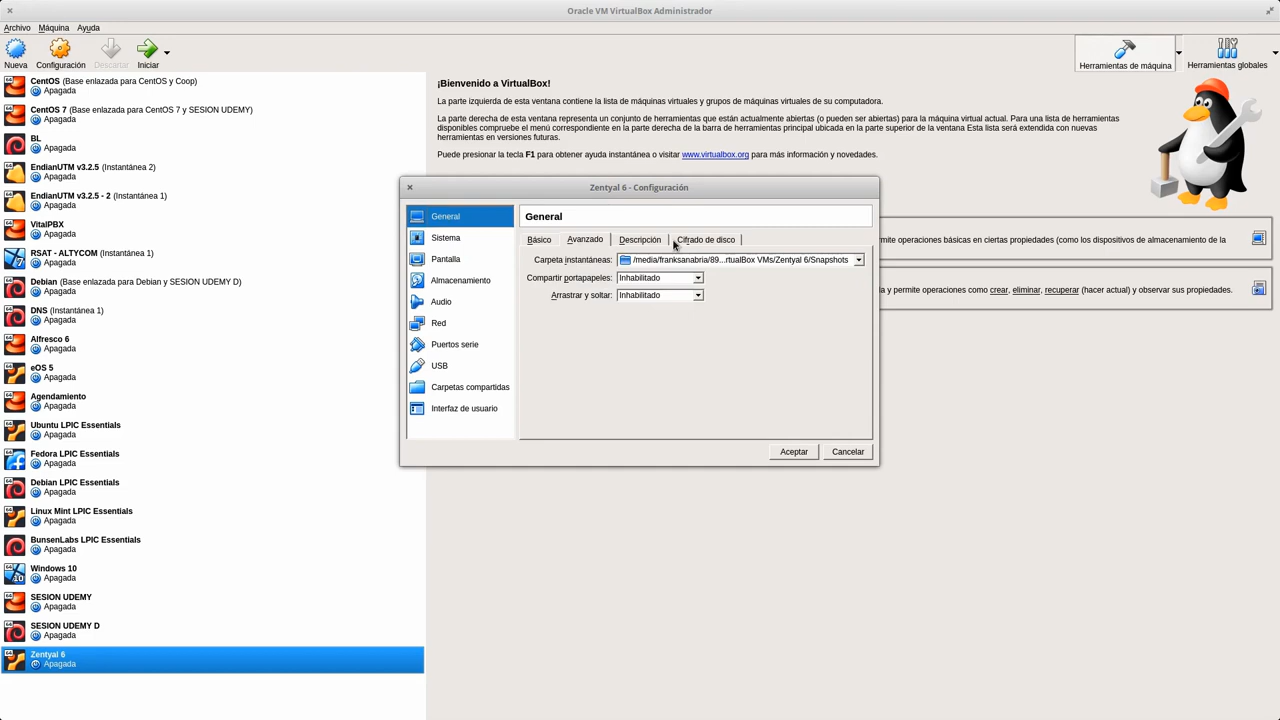 Oracle VM VirtualBox Administrador
Archivo Máquina Ayuda
Nueva Configuración Descartar Iniciar
Herramientas de máquina Herramientas globales
CentOS (Base enlazada para CentOS y Coop)
Apagada
CentOS 7 (Base enlazada para CentOS 7 y SESION UDEMY)
Apagada
BL
Apagada
EndianUTM v3.2.5 (Instantánea 2)
Apagada
EndianUTM v3.2.5 - 2 (Instantánea 1)
Apagada
VitalPBX
Apagada
RSAT - ALTYCOM (Instantánea 1)
Apagada
Debian (Base enlazada para Debian y SESION UDEMY D)
Apagada
DNS (Instantánea 1)
Apagada
Alfresco 6
Apagada
eOS 5
Apagada
Agendamiento
Apagada
Ubuntu LPIC Essentials
Apagada
Fedora LPIC Essentials
Apagada
Debian LPIC Essentials
Apagada
Linux Mint LPIC Essentials
Apagada
BunsenLabs LPIC Essentials
Apagada
Windows 10
Apagada
SESION UDEMY
Apagada
SESION UDEMY D
Apagada
Zentyal 6
Apagada
¡Bienvenido a VirtualBox!
La parte izquierda de esta ventana contiene la lista de máquinas virtuales y grupos de máquinas virtuales de su computadora.
La parte derecha de esta ventana representa un conjunto de herramientas que están actualmente abiertas (o pueden ser abiertas) para la máquina virtual actual. Para una lista de herramientas
disponibles compruebe el menú correspondiente en la parte derecha de la barra de herramientas principal ubicada en la parte superior de la ventana Esta lista será extendida con nuevas
herramientas en versiones futuras.
Puede presionar la tecla F1 para obtener ayuda instantánea o visitar www.virtualbox.org para más información y novedades.
mite operaciones básicas en ciertas propiedades (como los dispositivos de almacenamiento de la
la y permite operaciones como crear, eliminar, recuperar (hacer actual) y observar sus propiedades.
Zentyal 6 - Configuración
General
Sistema
Pantalla
Almacenamiento
Audio
Red
Puertos serie
USB
Carpetas compartidas
Interfaz de usuario
General
Básico Avanzado Descripción Cifrado de disco
Carpeta instantáneas: /media/franksanabria/89...rtualBox VMs/Zentyal 6/Snapshots
Compartir portapapeles: Inhabilitado
Arrastrar y soltar: Inhabilitado
Aceptar Cancelar